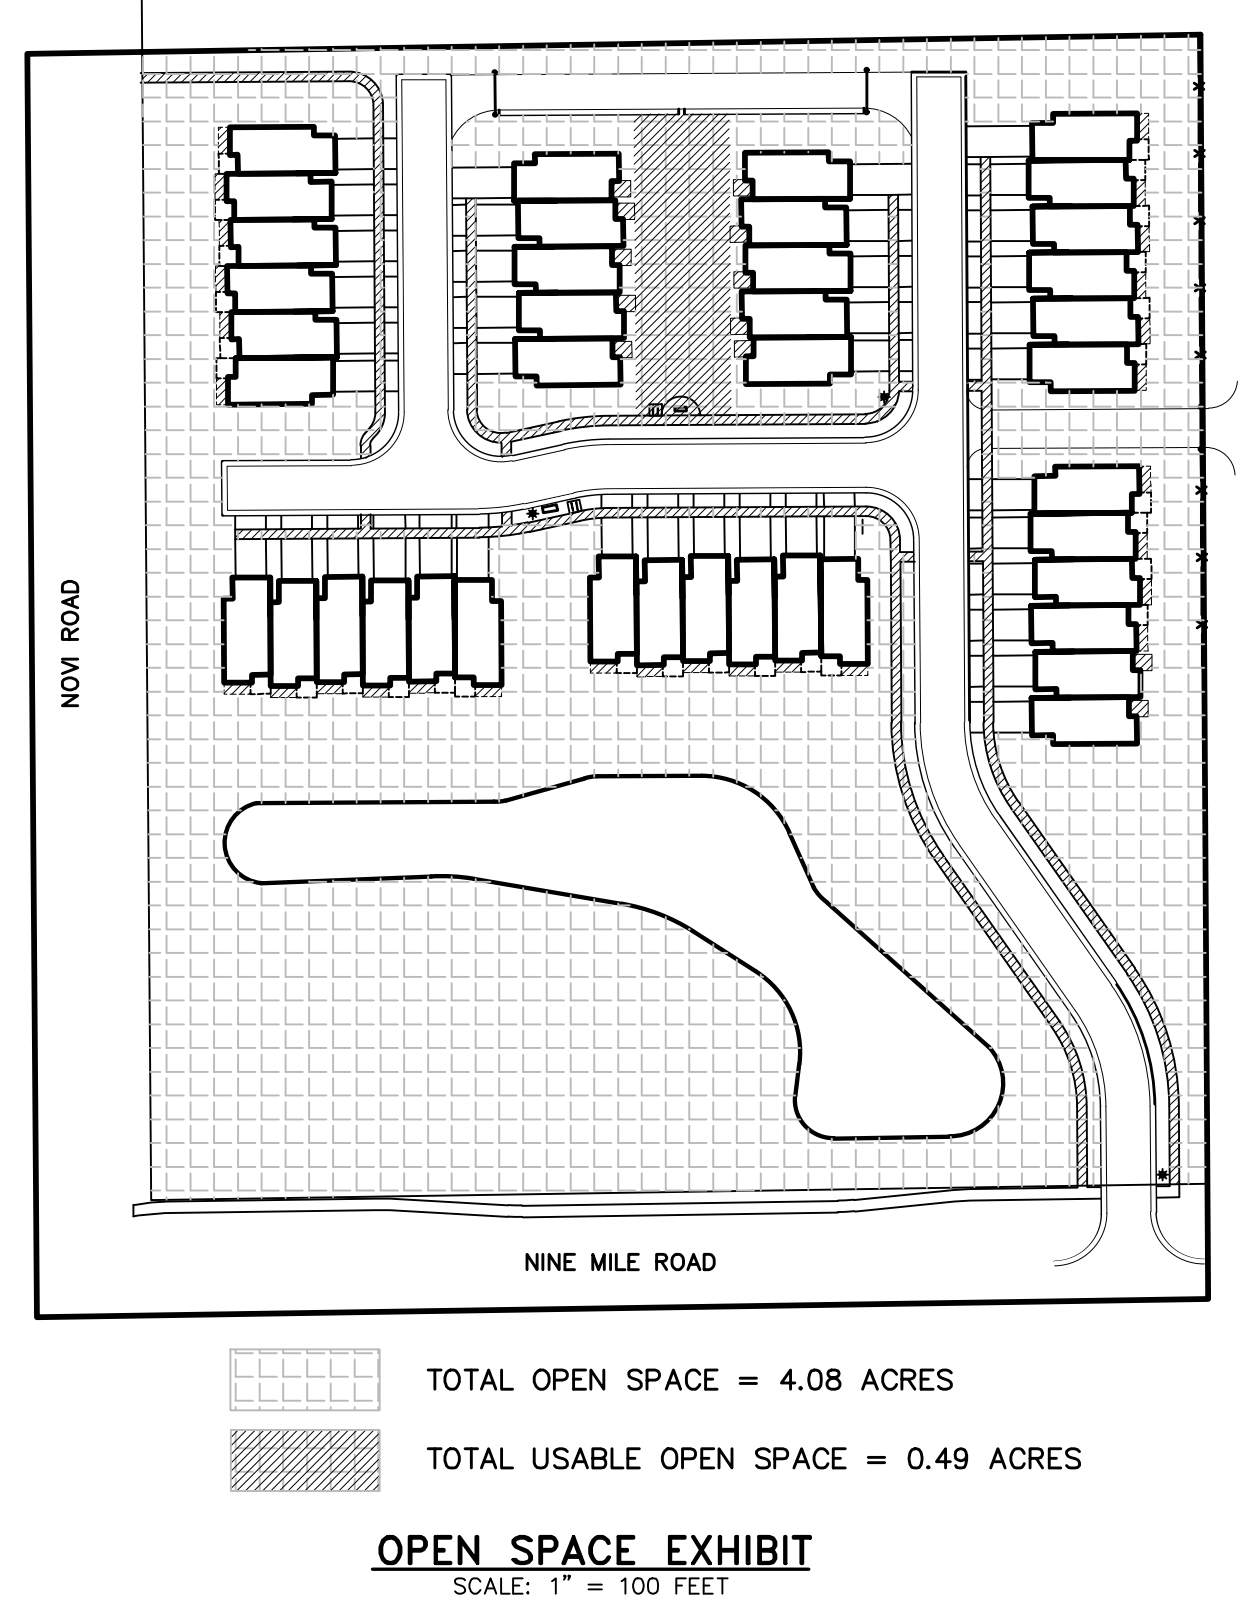 NOVI ROAD
NINE MILE ROAD
TOTAL OPEN SPACE = 4.08 ACRES
TOTAL USABLE OPEN SPACE = 0.49 ACRES
OPEN SPACE EXHIBIT
SCALE: 1" = 100 FEET